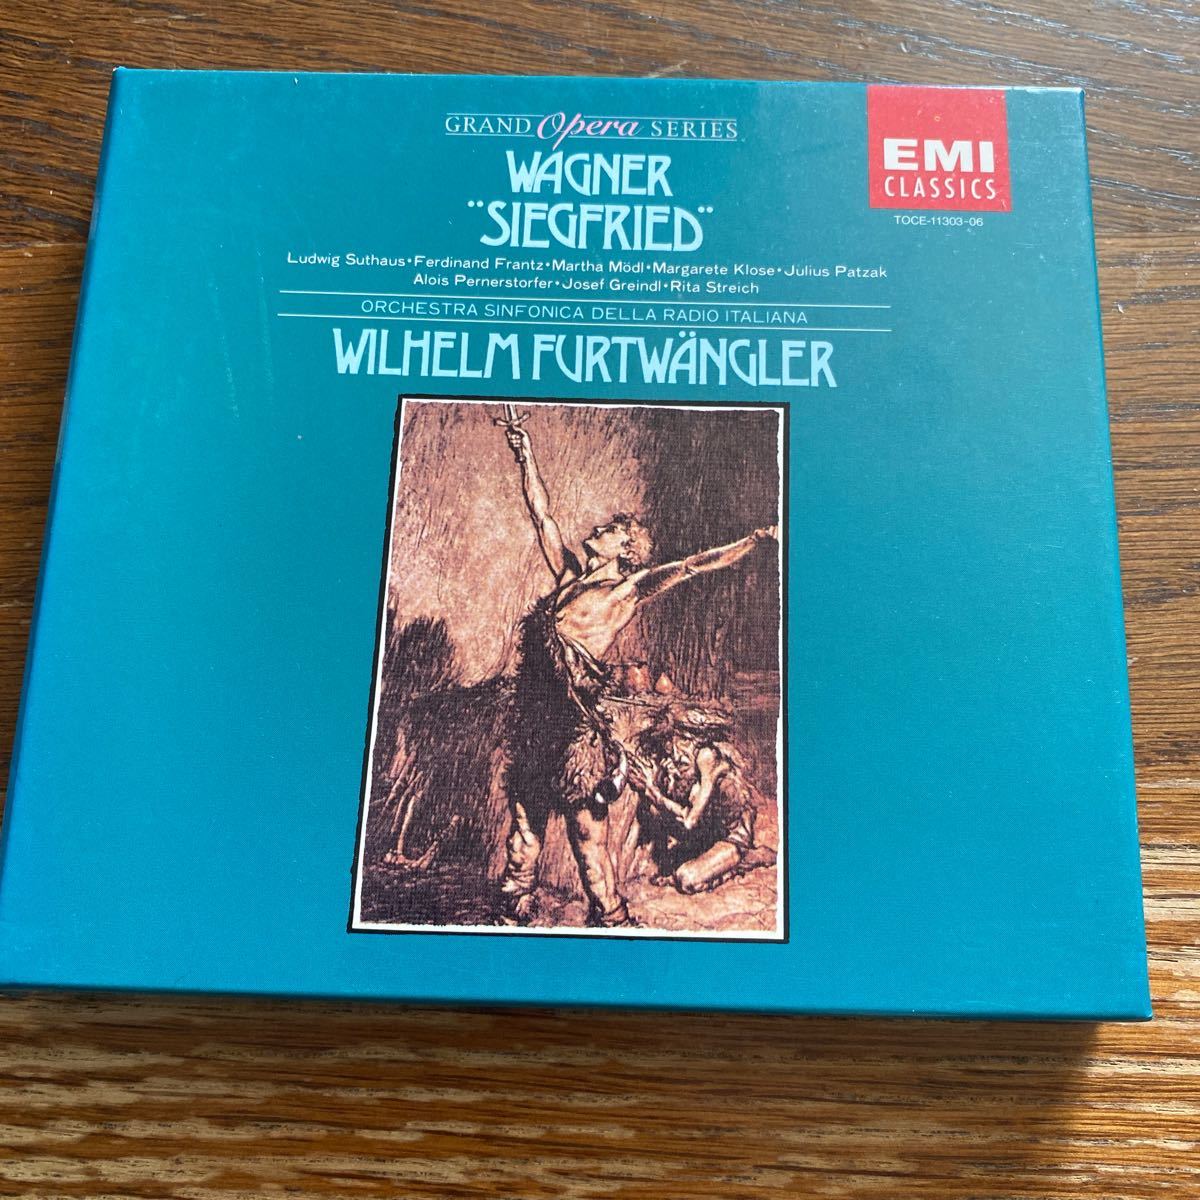 GRAND Opera SERIES
EMI
CLASSICS
TOCE-11303-06
WAGNER
"SIEGFRIED"
Ludwig Suthaus•Ferdinand Frantz•Martha Mödl•Margarete Klose•Julius Patzak
Alois Pernerstorfer•Josef Greindl•Rita Streich
ORCHESTRA SINFONICA DELLA RADIO ITALIANA
WILHELM FURTWÄNGLER